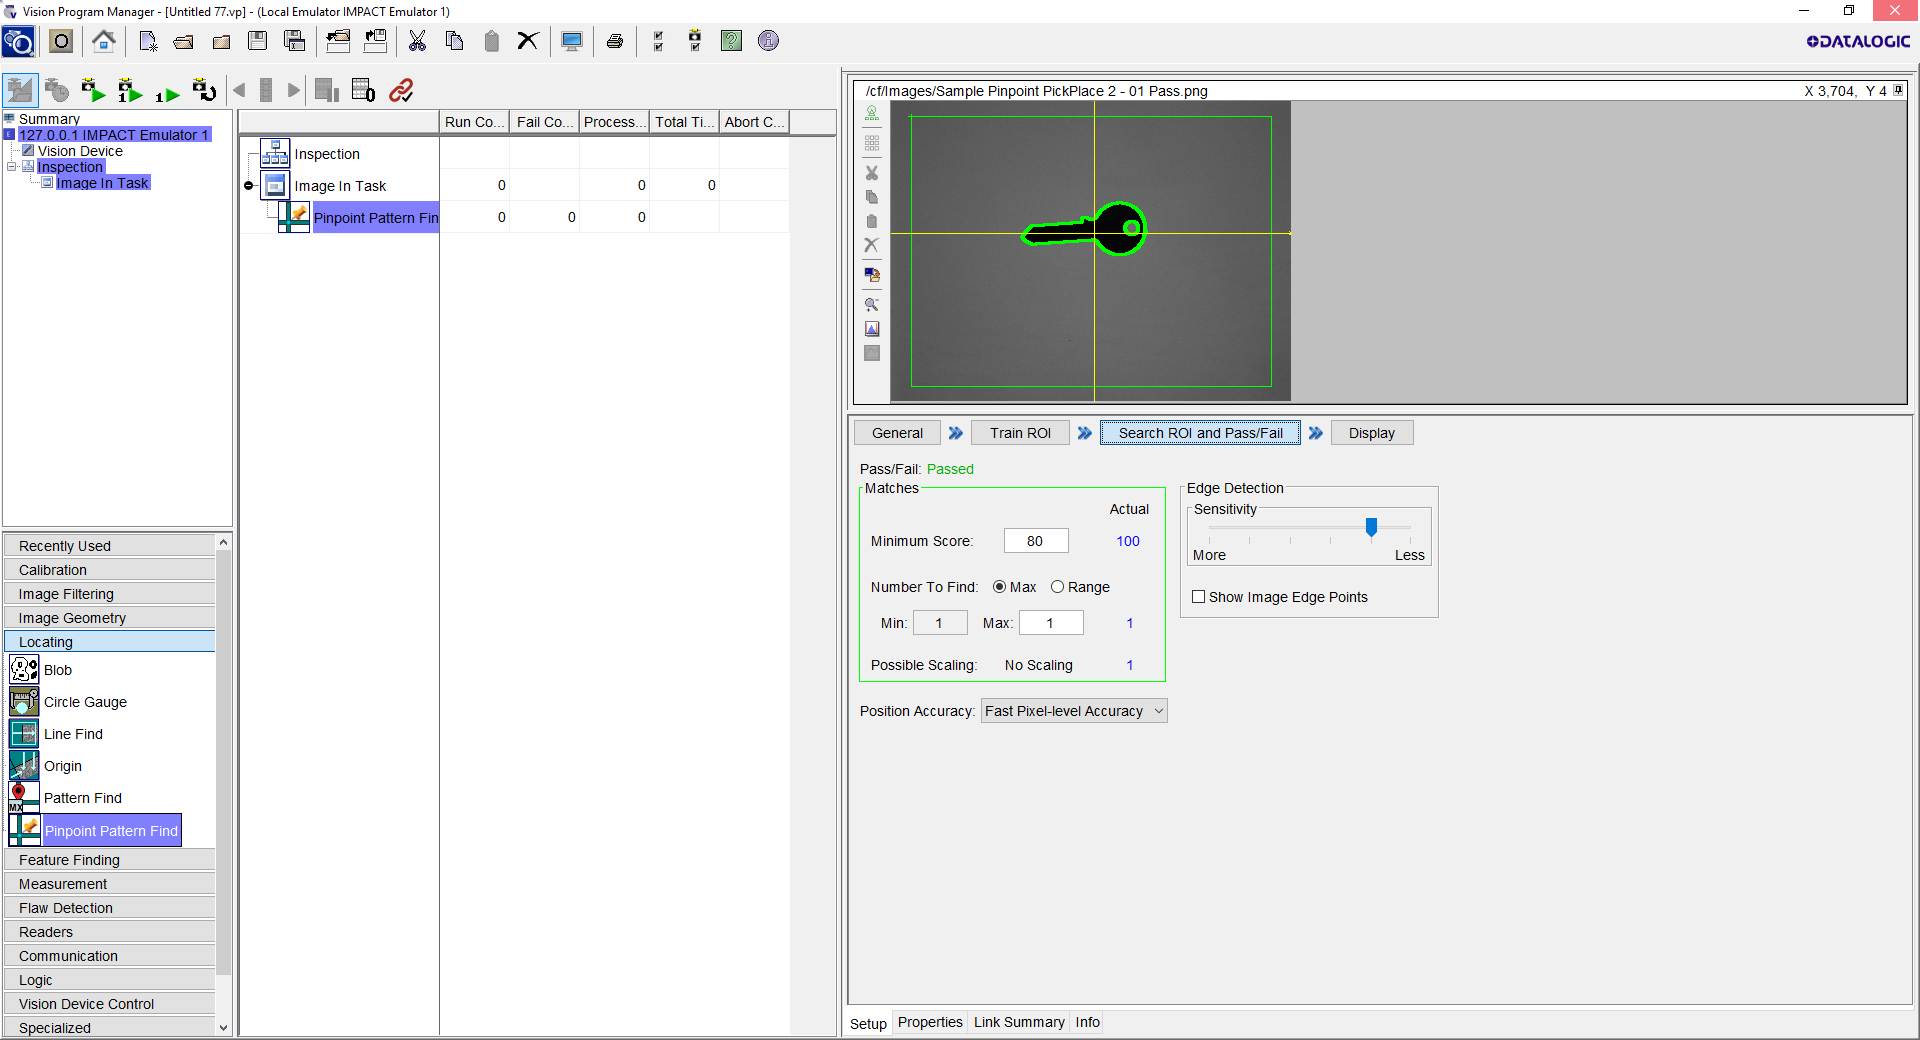 Vision Program Manager - [Untitled 77.vp] - (Local Emulator IMPACT Emulator 1)
DATALOGIC
Summary
127.0.0.1 IMPACT Emulator 1
Vision Device
Inspection
Image In Task
Run Co... Fail Co... Process... Total Ti... Abort C...
Inspection
Image In Task 0 0 0
Pinpoint Pattern Fin 0 0 0
/cf/Images/Sample Pinpoint PickPlace 2 - 01 Pass.png X 3,704, Y 4
General Train ROI Search ROI and Pass/Fail Display
Pass/Fail: Passed
Matches
Actual
Minimum Score: 80 100
Number To Find: Max Range
Min: 1 Max: 1 1
Possible Scaling: No Scaling 1
Position Accuracy: Fast Pixel-level Accuracy
Edge Detection
Sensitivity
More Less
Show Image Edge Points
Recently Used
Calibration
Image Filtering
Image Geometry
Locating
Blob
Circle Gauge
Line Find
Origin
MX
Pattern Find
Pinpoint Pattern Find
Feature Finding
Measurement
Flaw Detection
Readers
Communication
Logic
Vision Device Control
Specialized
Setup Properties Link Summary Info